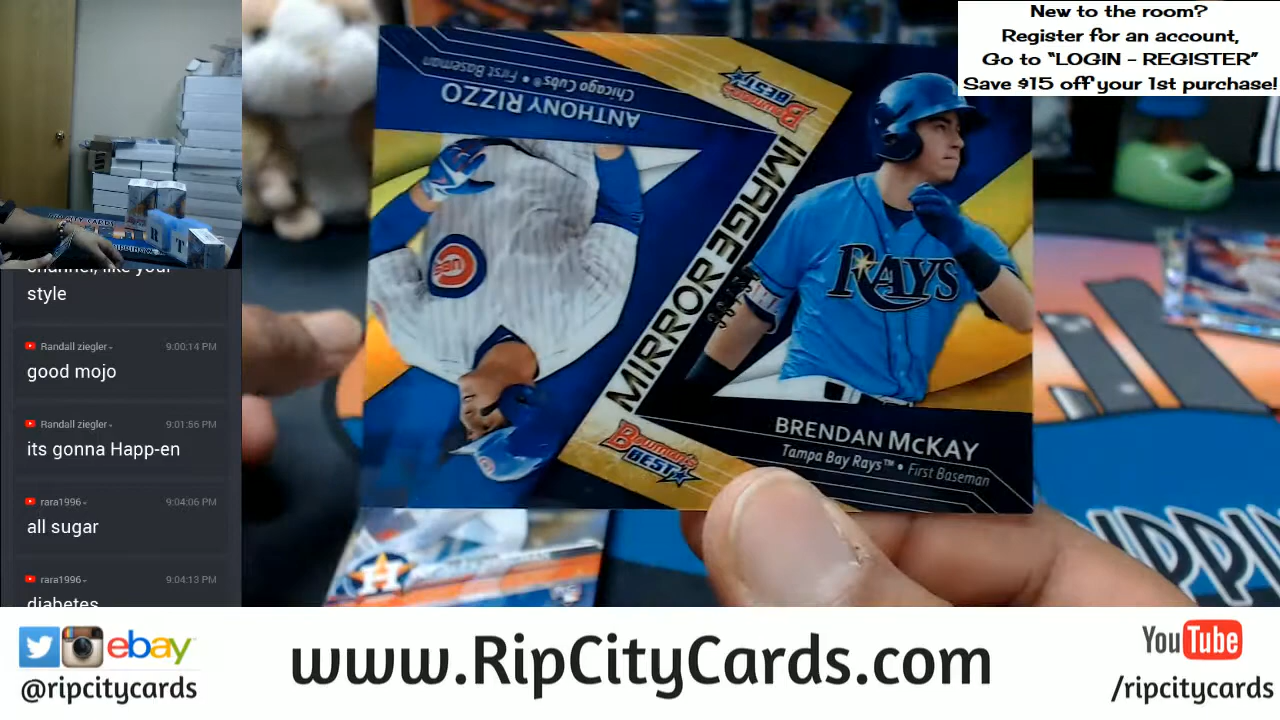 New to the room?
Register for an account,
Go to “LOGIN – REGISTER”
Save $15 off your 1st purchase!
style
Randall ziegler
9:00:14 PM
good mojo
Randall ziegler
9:01:56 PM
its gonna Happ-en
rara1996
9:04:06 PM
all sugar
rara1996
9:04:13 PM
diabetes
Chicago Cubs® • First Baseman
ANTHONY RIZZO
Bowman's BEST
MIRROR IMAGE
CUBS
RAYS
Bowman's BEST
BRENDAN McKAY
Tampa Bay Rays™ • First Baseman
H
ebay
@ripcitycards
www.RipCityCards.com
YouTube
/ripcitycards